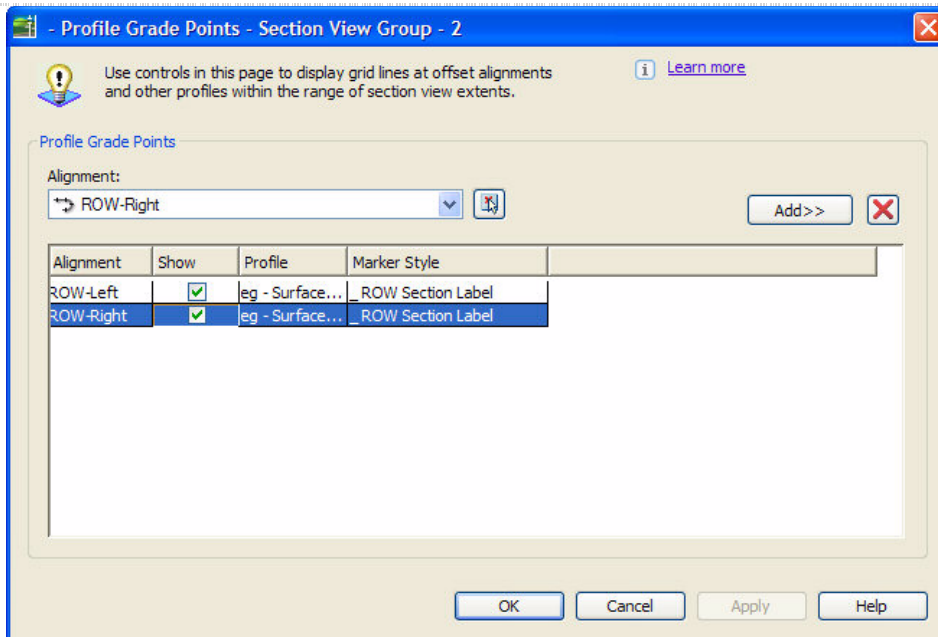 - Profile Grade Points - Section View Group - 2
Use controls in this page to display grid lines at offset alignments
and other profiles within the range of section view extents.
Learn more
Profile Grade Points
Alignment:
ROW-Right
Add>>
Alignment Show Profile Marker Style
ROW-Left eg - Surface... _ROW Section Label
ROW-Right eg - Surface... _ROW Section Label
OK Cancel Apply Help